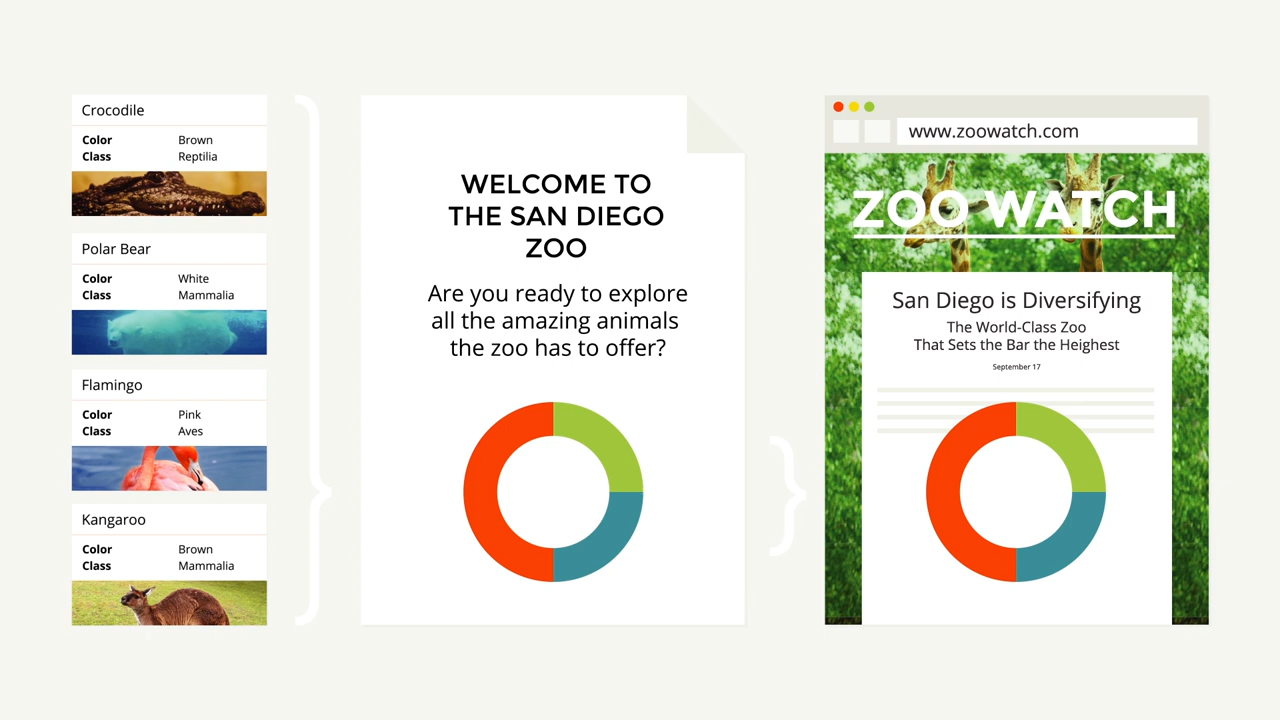 Crocodile
Color Brown
Class Reptilia
Polar Bear
Color White
Class Mammalia
Flamingo
Color Pink
Class Aves
Kangaroo
Color Brown
Class Mammalia
WELCOME TO
THE SAN DIEGO
ZOO
Are you ready to explore
all the amazing animals
the zoo has to offer?
www.zoowatch.com
ZOO WATCH
San Diego is Diversifying
The World-Class Zoo
That Sets the Bar the Heighest
September 17